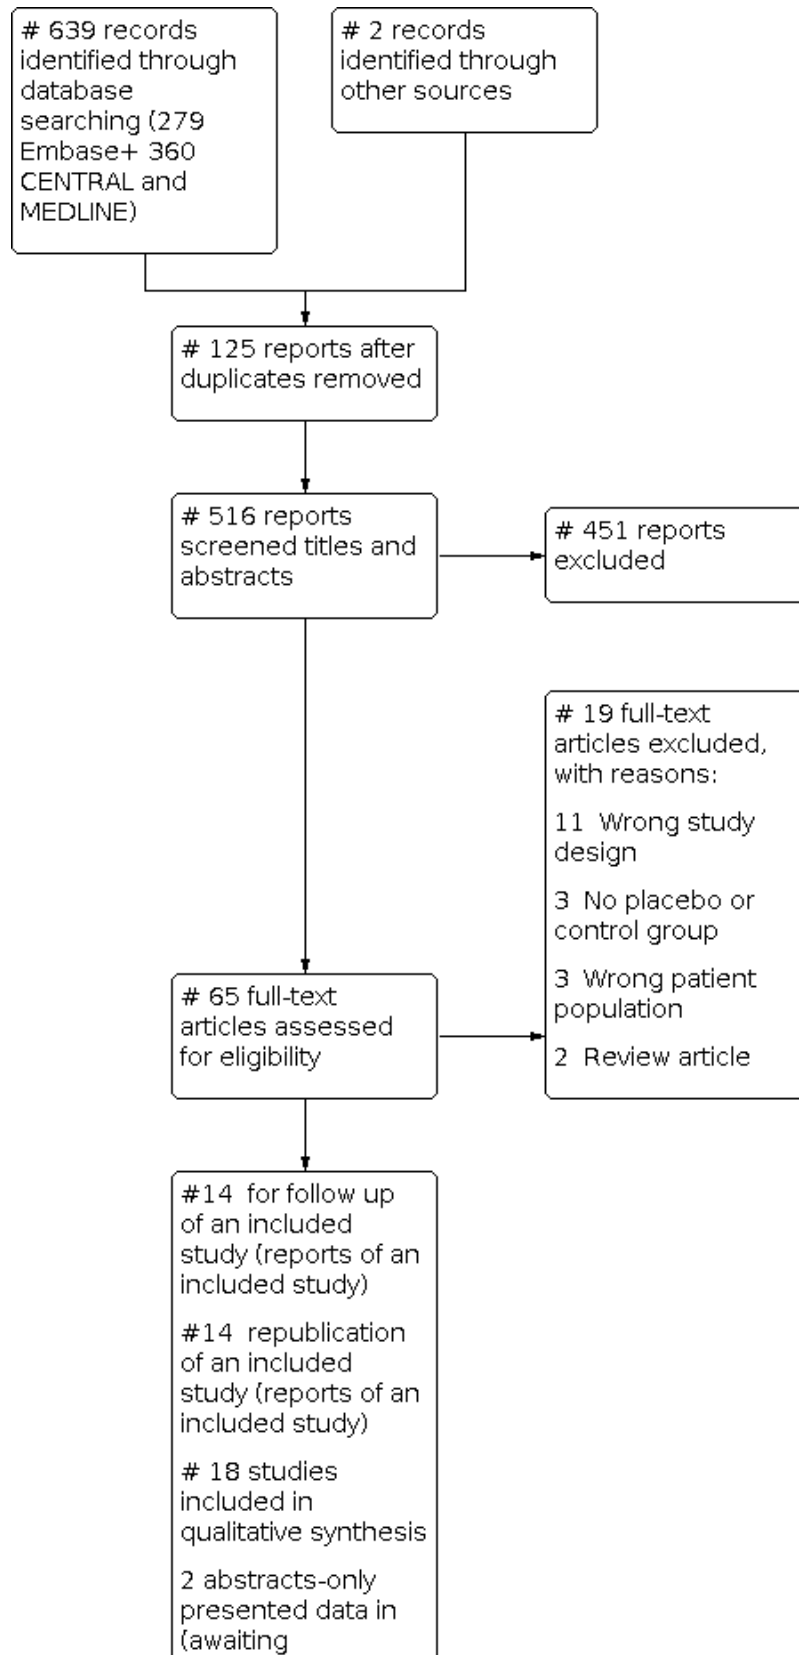 # 639 records
identified through
database
searching (279
Embase+ 360
CENTRAL and
MEDLINE)
# 2 records
identified through
other sources
# 125 reports after
duplicates removed
# 516 reports
screened titles and
abstracts
# 451 reports
excluded
# 19 full-text
articles excluded,
with reasons:
11 Wrong study
design
3 No placebo or
control group
3 Wrong patient
population
2 Review article
# 65 full-text
articles assessed
for eligibility
#14 for follow up
of an included
study (reports of an
included study)
#14 republication
of an included
study (reports of an
included study)
# 18 studies
included in
qualitative synthesis
2 abstracts-only
presented data in
(awaiting